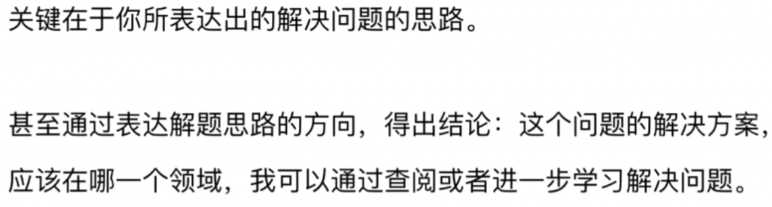 关键在于你所表达出的解决问题的思路。
甚至通过表达解题思路的方向，得出结论：这个问题的解决方案，
应该在哪一个领域，我可以通过查阅或者进一步学习解决问题。